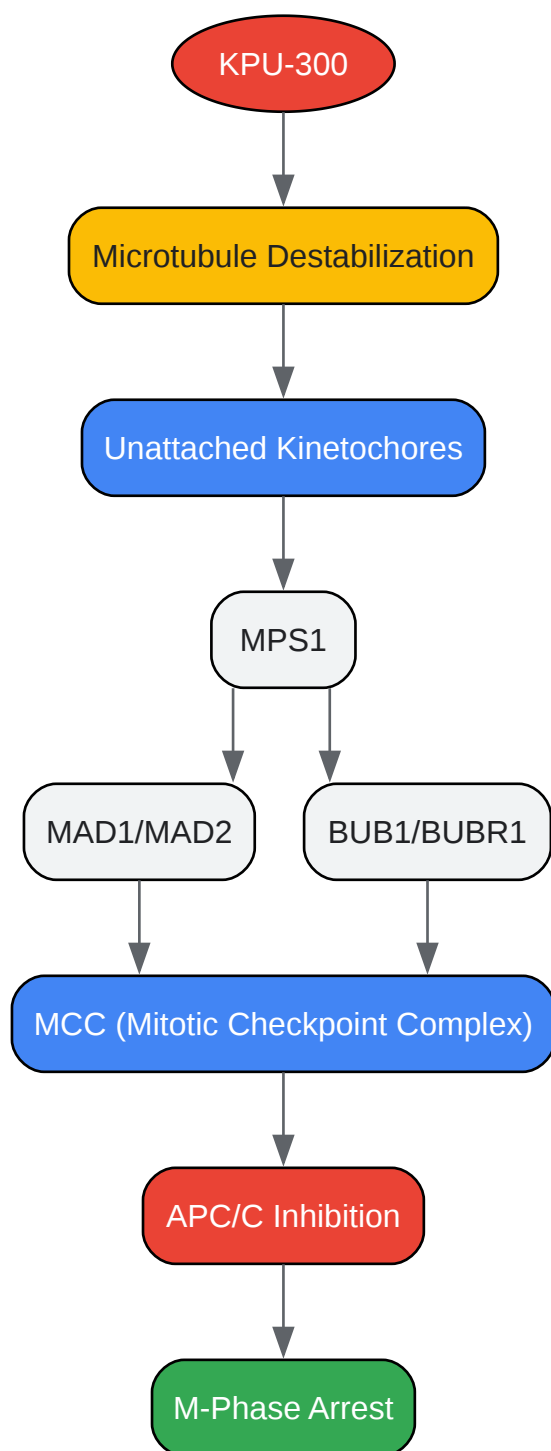 KPU-300
Microtubule Destabilization
Unattached Kinetochores
MPS1
MAD1/MAD2
BUB1/BUBR1
MCC (Mitotic Checkpoint Complex)
APC/C Inhibition
M-Phase Arrest